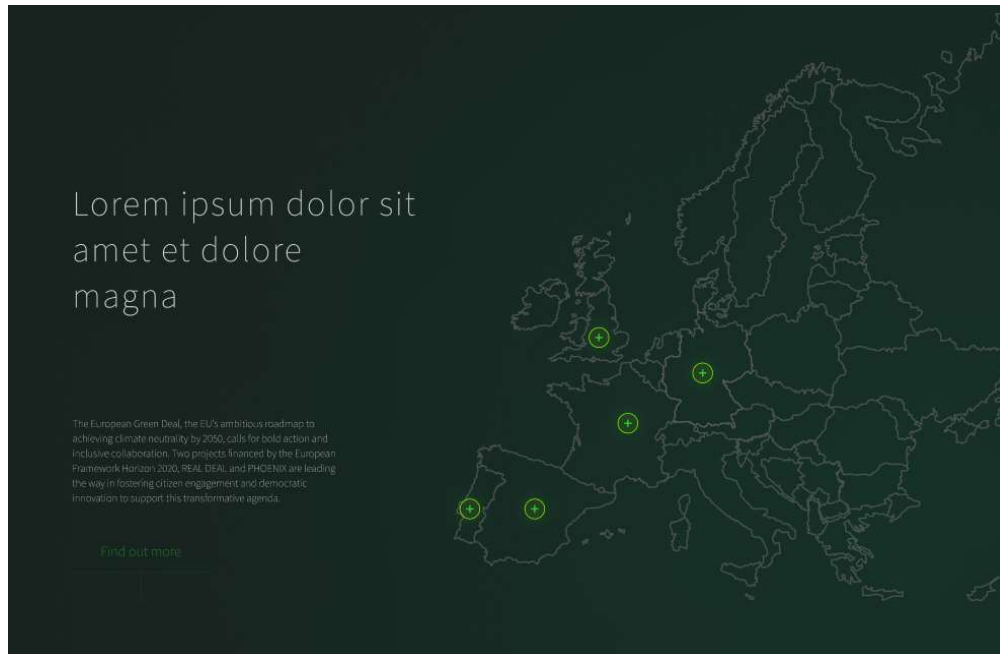 Lorem ipsum dolor sit
amet et dolore
magna
The European Green Deal, the EU's ambitious roadmap to
achieving climate neutrality by 2050, calls for bold action and
inclusive collaboration. Two projects financed by the European
Framework Horizon 2020, REAL DEAL and PHOENIX are leading
the way in fostering citizen engagement and democratic
innovation to support this transformative agenda.
Find out more